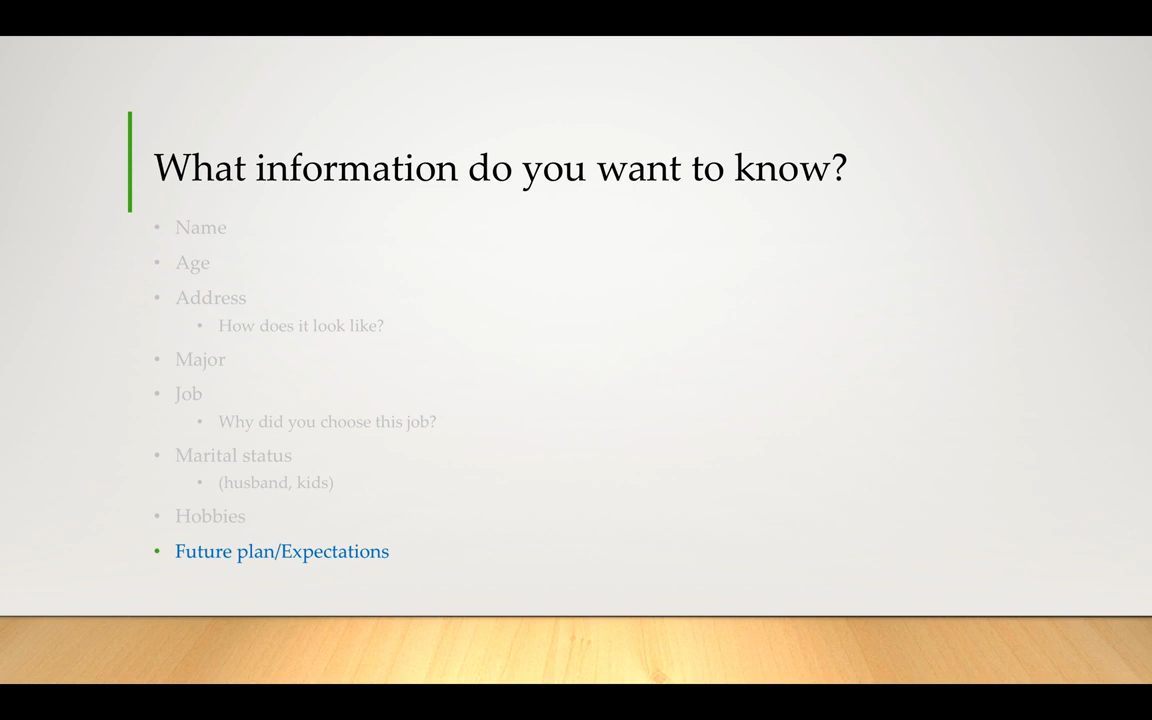 What information do you want to know?
• Name
• Age
• Address
• How does it look like?
• Major
• Job
• Why did you choose this job?
• Marital status
• (husband, kids)
• Hobbies
• Future plan/Expectations